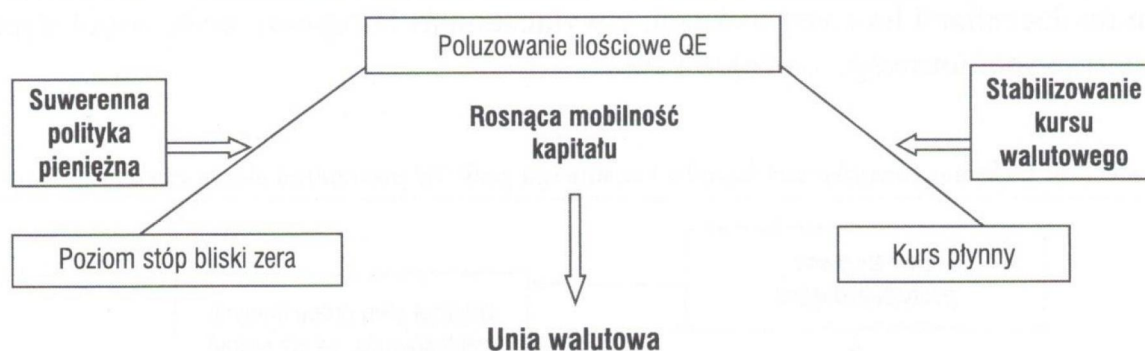 Poluzowanie ilościowe QE
Suwerenna
polityka
pieniężna
Rosnąca mobilność
kapitału
Stabilizowanie
kursu
walutowego
Poziom stóp bliski zera
Kurs płynny
Unia walutowa